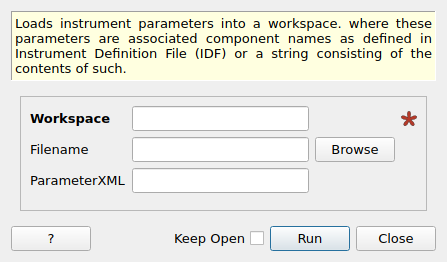 Loads instrument parameters into a workspace. where these
parameters are associated component names as defined in
Instrument Definition File (IDF) or a string consisting of the
contents of such.
Workspace
Filename Browse
ParameterXML
? Keep Open Run Close